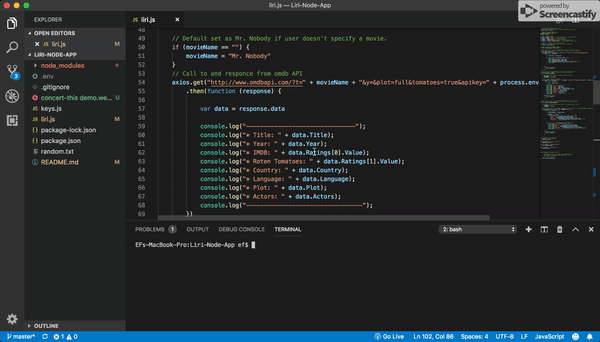 liri.js — Liri-Node-App
powered by
Screencastify
EXPLORER
OPEN EDITORS
liri.js M
LIRI-NODE-APP
node_modules
.env
.gitignore
concert-this demo.we...
keys.js
liri.js M
package-lock.json
package.json
random.txt
README.md M
OUTLINE
liri.js
49
50 // Default set as Mr. Nobody if user doesn't specify a movie.
51 if (movieName == "") {
52 movieName = "Mr. Nobody"
53 // Call to and responce from omdb API
54 axios.get("http://www.omdbapi.com/?t=" + movieName + "&y=&plot=full&tomatoes=true&apikey=" + process.env
55 .then(function (response) {
56
57 var data = response.data
58
59 console.log("————————————————————————————");
60 console.log("* Title: " + data.Title);
61 console.log("* Year: " + data.Year);
62 console.log("* IMDB: " + data.Ratings[0].Value);
63 console.log("* Roten Tomatoes: " + data.Ratings[1].Value);
64 console.log("* Country: " + data.Country);
65 console.log("* Language: " + data.Language);
66 console.log("* Plot: " + data.Plot);
67 console.log("* Actors: " + data.Actors);
68 console.log("——————————————————————————————");
69 })
PROBLEMS 1 OUTPUT DEBUG CONSOLE TERMINAL 2: bash
EFs-MacBook-Pro:Liri-Node-App ef$
master* 1 0 Go Live Ln 102, Col 86 Spaces: 4 UTF-8 LF JavaScript